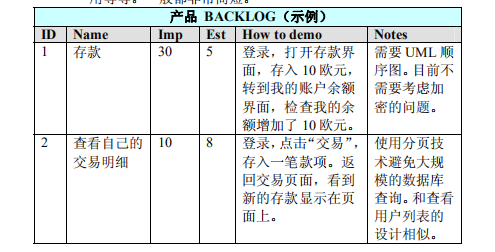 产品 BACKLOG（示例）
ID
Name
Imp
Est
How to demo
Notes
1
存款
30
5
登录，打开存款界
面，存入 10 欧元，
转到我的账户余额
界面，检查我的余
额增加了 10 欧元。
需要 UML 顺
序图。目前不
需要考虑加
密的问题。
2
查看自己的
交易明细
10
8
登录，点击“交易”，
存入一笔款项。返
回交易页面，看到
新的存款显示在页
面上。
使用分页技
术避免大规
模的数据库
查询。和查看
用户列表的
设计相似。